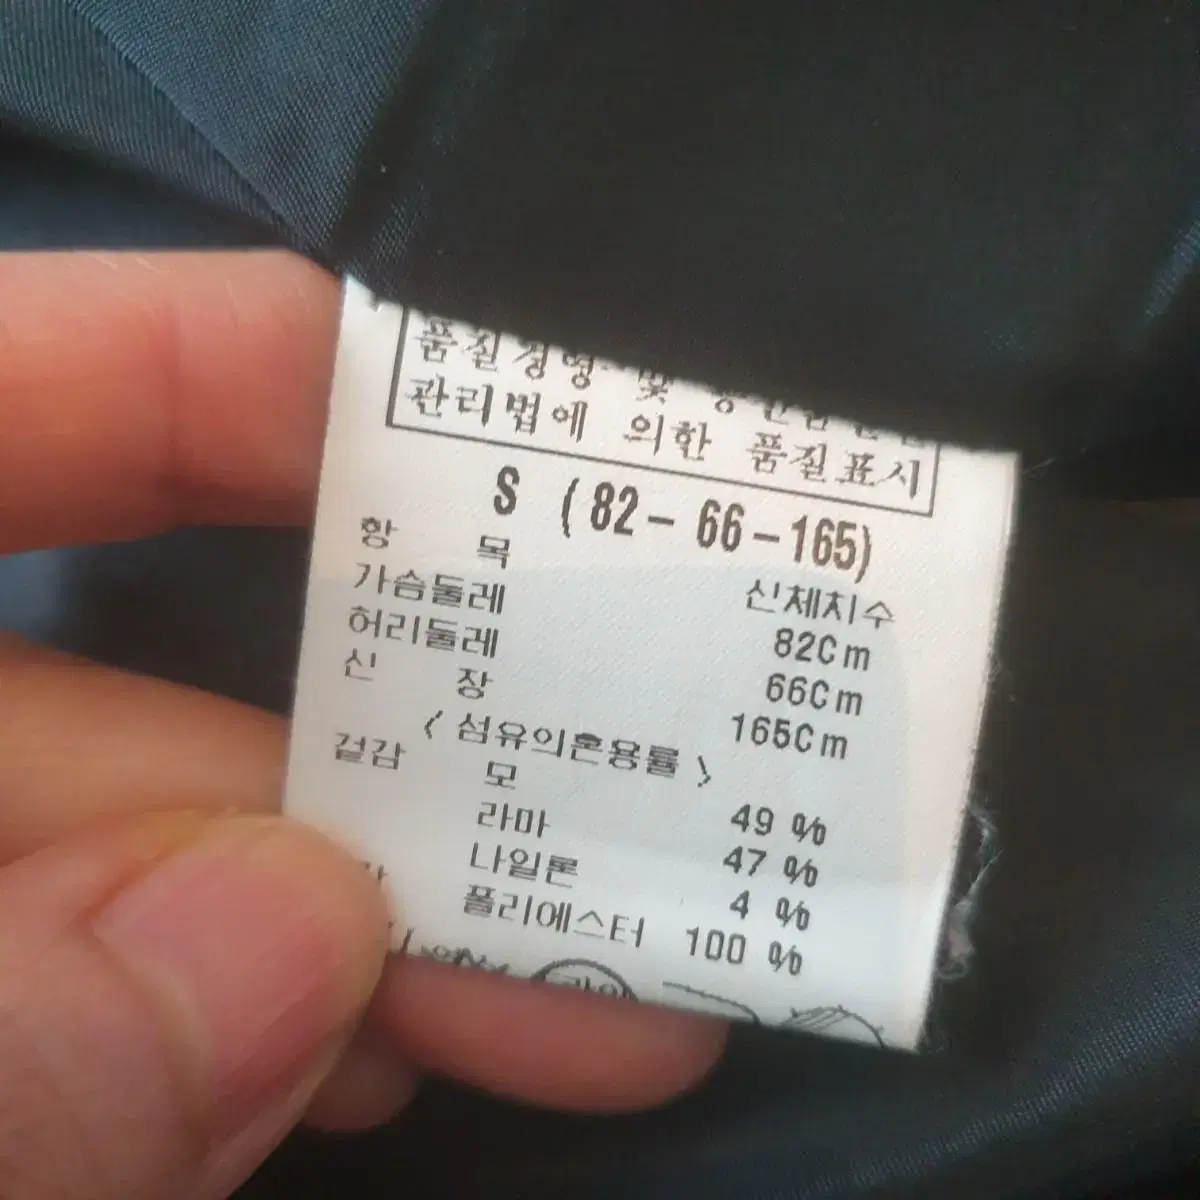 품질경영 및
관리법에 의한 품질표시
S (82-66-165)
항 목 신체치수
가슴둘레 82Cm
허리둘레 66Cm
신 장 165Cm
〈 섬유의혼용률 〉
겉감 모 49 %
라마 47 %
나일론 4 %
폴리에스터 100 %